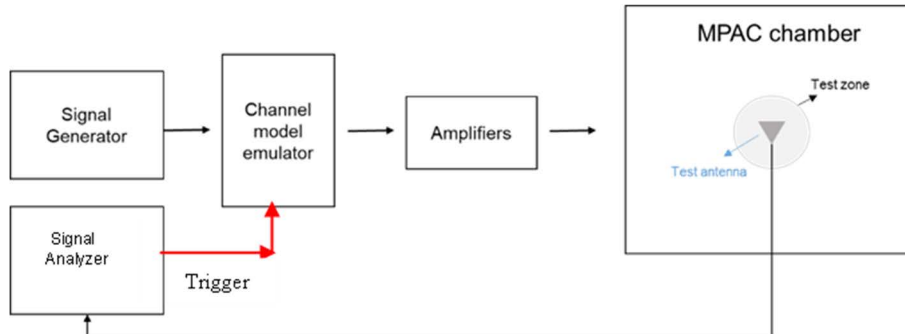 MPAC chamber
Test zone
Test antenna
Signal
Generator
Channel
model
emulator
Amplifiers
Signal
Analyzer
Trigger